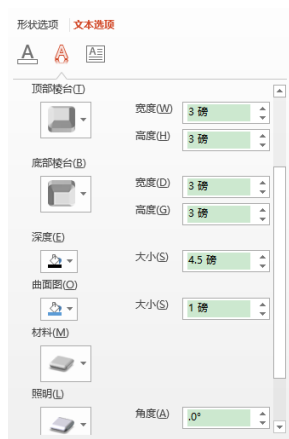 形状选项 文本选项
顶部棱台(T)
宽度(W) 3 磅
高度(H) 3 磅
底部棱台(B)
宽度(D) 3 磅
高度(G) 3 磅
深度(E)
大小(S) 4.5 磅
曲面图(O)
大小(S) 1 磅
材料(M)
照明(L)
角度(A) .0°